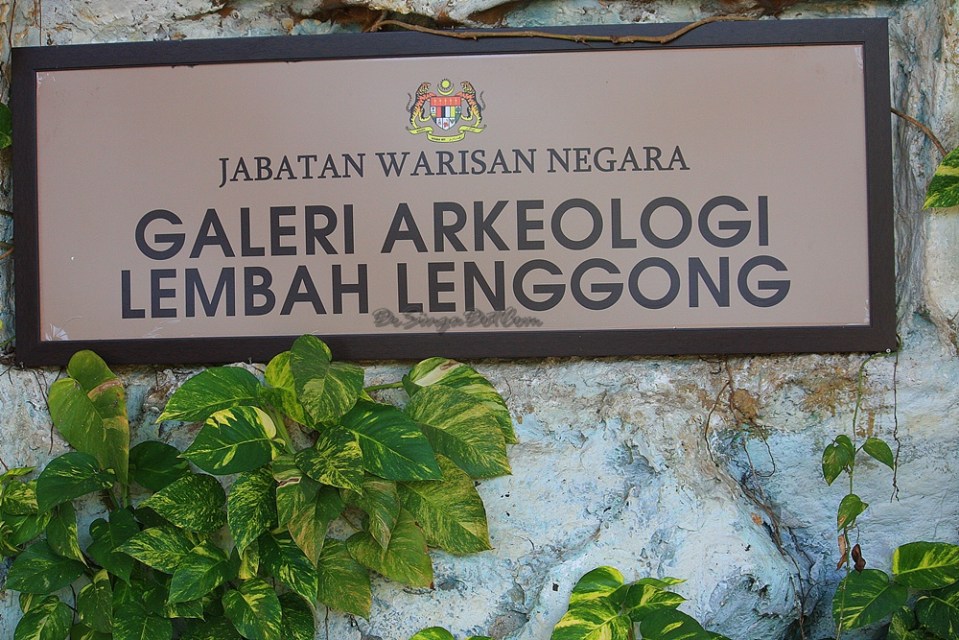 JABATAN WARISAN NEGARA
GALERI ARKEOLOGI
LEMBAH LENGGONG